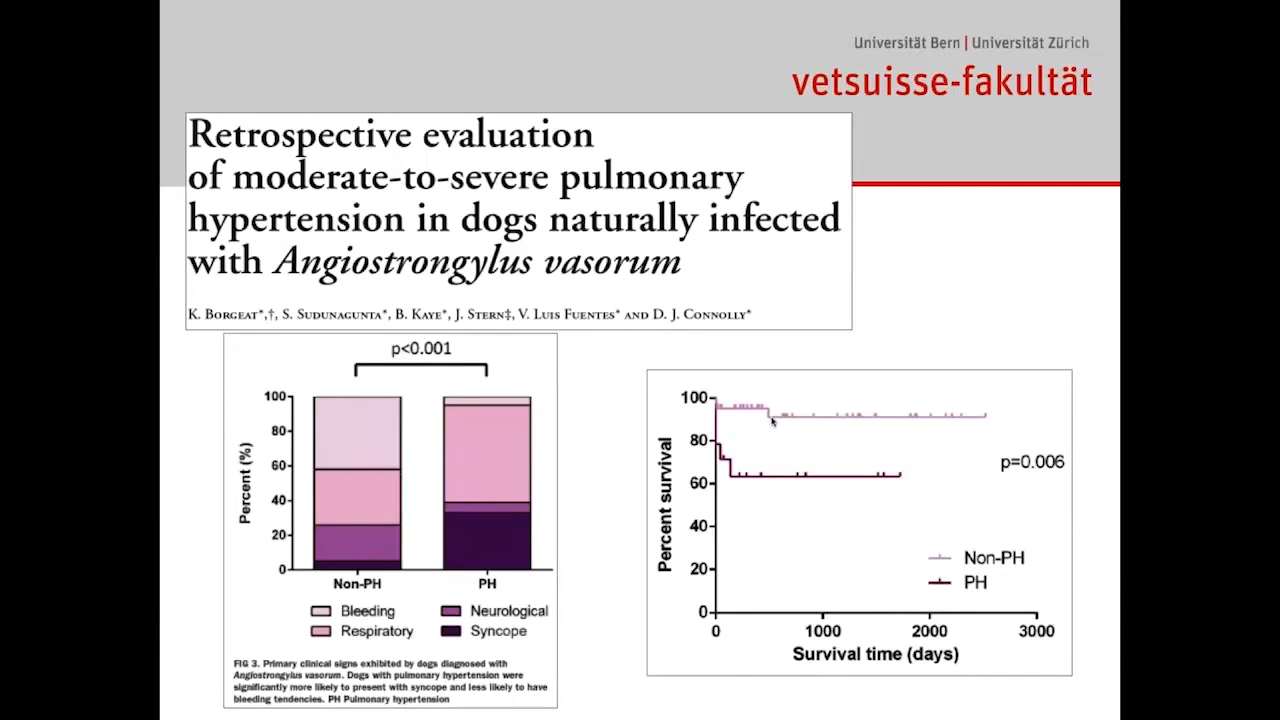 Universität Bern | Universität Zürich
vetsuisse-fakultät
Retrospective evaluation
of moderate-to-severe pulmonary
hypertension in dogs naturally infected
with Angiostrongylus vasorum
K. Borgeat*,†, S. Sudunagunta*, B. Kaye*, J. Stern‡, V. Luis Fuentes* and D. J. Connolly*
p<0.001
100
80
60
40
20
0
Percent (%)
Non-PH PH
Bleeding Neurological
Respiratory Syncope
FIG 3. Primary clinical signs exhibited by dogs diagnosed with
Angiostrongylus vasorum. Dogs with pulmonary hypertension were
significantly more likely to present with syncope and less likely to have
bleeding tendencies. PH Pulmonary hypertension
100
80
60
40
20
0
Percent survival
p=0.006
Non-PH
PH
0 1000 2000 3000
Survival time (days)